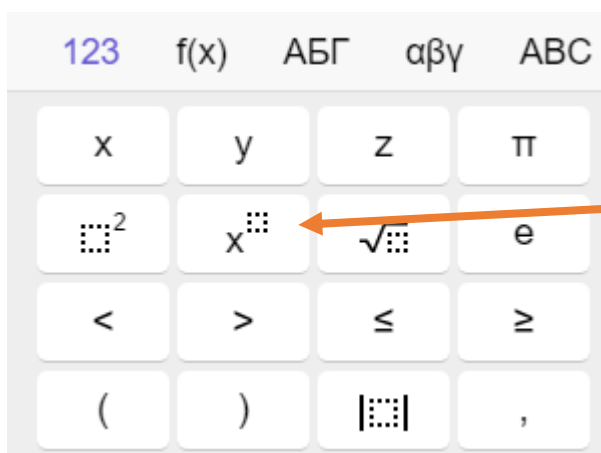 123 f(x) АБГ αβγ ABC
x y z π
⬚² x^⬚ √⬚ e
< > ≤ ≥
( ) |⬚| ,